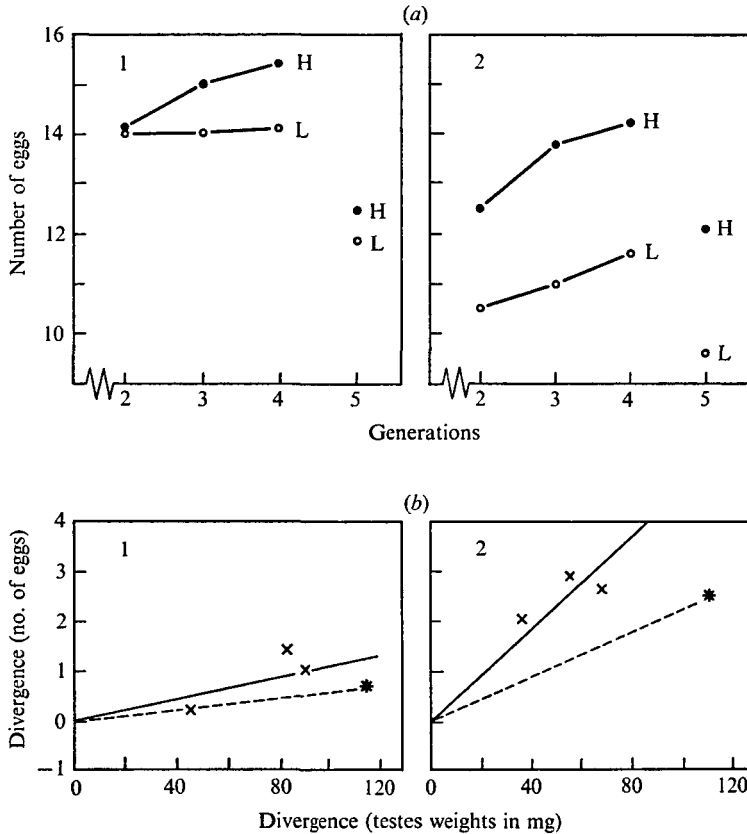 (a)
Number of eggs
16
14
12
10
1
H
L
H
L
2 3 4 5
2
H
L
H
L
2 3 4 5
Generations
(b)
Divergence (no. of eggs)
4
3
2
1
0
−1
1
0 40 80 120
2
0 40 80 120
Divergence (testes weights in mg)